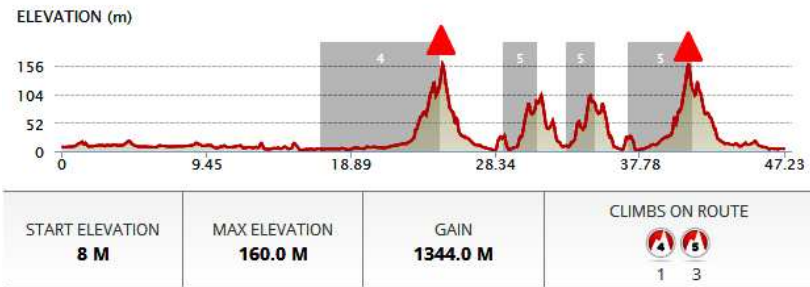 ELEVATION (m)
4 5 5 5
156
104
52
0
0 9.45 18.89 28.34 37.78 47.23
START ELEVATION
8 M
MAX ELEVATION
160.0 M
GAIN
1344.0 M
CLIMBS ON ROUTE
4 5
1 3